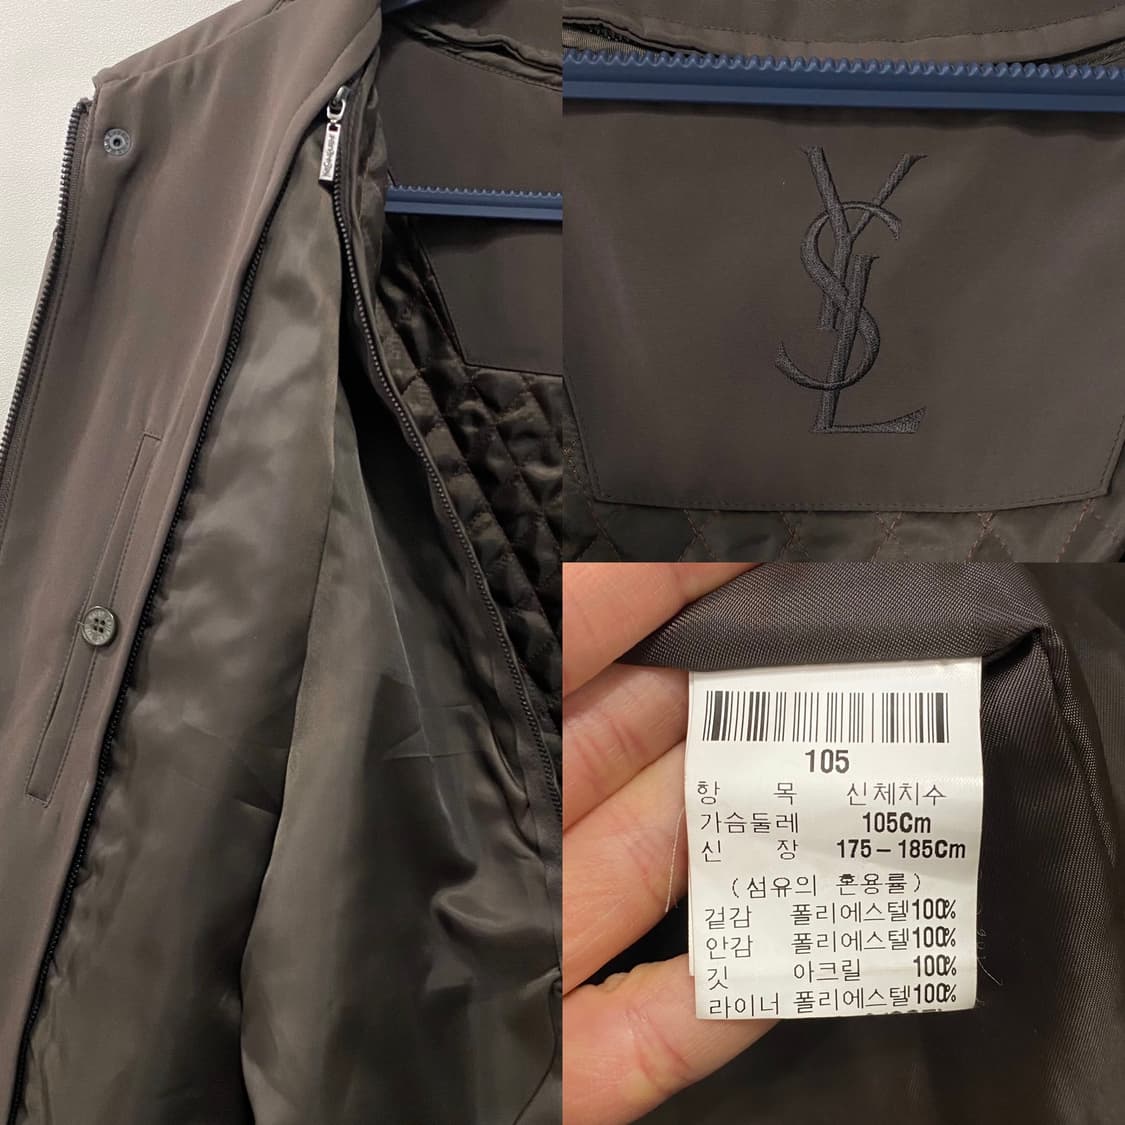 YSL
105
항 목 신체치수
가슴둘레 105Cm
신 장 175-185Cm
(섬유의 혼용률)
겉감 폴리에스텔100%
안감 폴리에스텔100%
깃 아크릴 100%
라이너 폴리에스텔100%